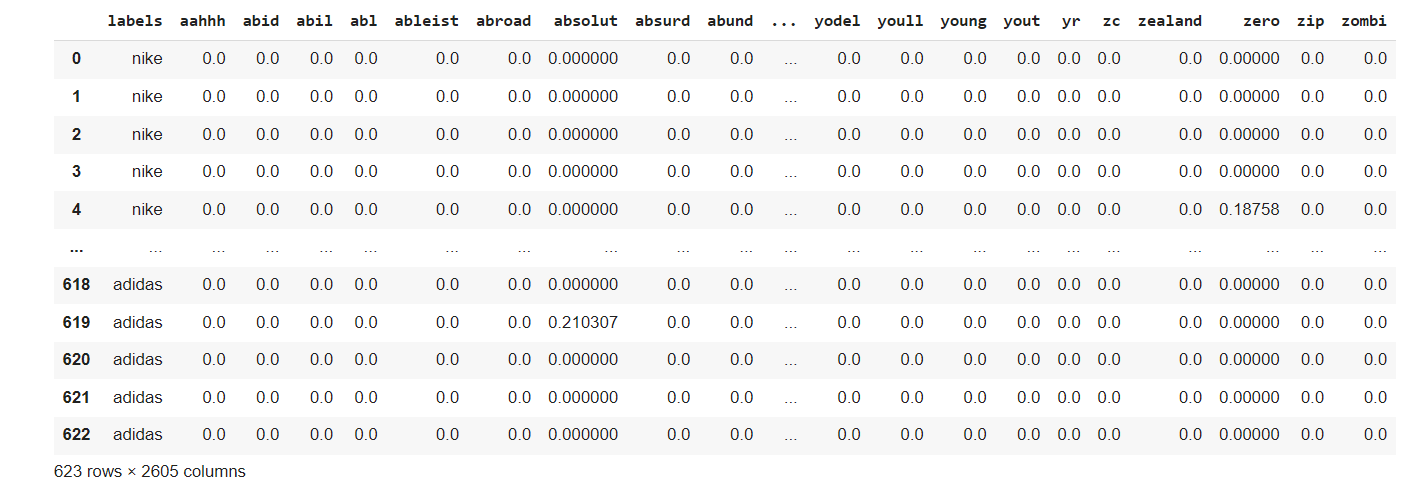 labels aahhh abid abil abl ableist abroad absolut absurd abund ... yodel youll young yout yr zc zealand zero zip zombi
0 nike 0.0 0.0 0.0 0.0 0.0 0.0 0.000000 0.0 0.0 ... 0.0 0.0 0.0 0.0 0.0 0.0 0.0 0.00000 0.0 0.0
1 nike 0.0 0.0 0.0 0.0 0.0 0.0 0.000000 0.0 0.0 ... 0.0 0.0 0.0 0.0 0.0 0.0 0.0 0.00000 0.0 0.0
2 nike 0.0 0.0 0.0 0.0 0.0 0.0 0.000000 0.0 0.0 ... 0.0 0.0 0.0 0.0 0.0 0.0 0.0 0.00000 0.0 0.0
3 nike 0.0 0.0 0.0 0.0 0.0 0.0 0.000000 0.0 0.0 ... 0.0 0.0 0.0 0.0 0.0 0.0 0.0 0.00000 0.0 0.0
4 nike 0.0 0.0 0.0 0.0 0.0 0.0 0.000000 0.0 0.0 ... 0.0 0.0 0.0 0.0 0.0 0.0 0.0 0.18758 0.0 0.0
... ... ... ... ... ... ... ... ... ... ... ... ... ... ... ... ... ... ... ... ... ...
618 adidas 0.0 0.0 0.0 0.0 0.0 0.0 0.000000 0.0 0.0 ... 0.0 0.0 0.0 0.0 0.0 0.0 0.0 0.00000 0.0 0.0
619 adidas 0.0 0.0 0.0 0.0 0.0 0.0 0.210307 0.0 0.0 ... 0.0 0.0 0.0 0.0 0.0 0.0 0.0 0.00000 0.0 0.0
620 adidas 0.0 0.0 0.0 0.0 0.0 0.0 0.000000 0.0 0.0 ... 0.0 0.0 0.0 0.0 0.0 0.0 0.0 0.00000 0.0 0.0
621 adidas 0.0 0.0 0.0 0.0 0.0 0.0 0.000000 0.0 0.0 ... 0.0 0.0 0.0 0.0 0.0 0.0 0.0 0.00000 0.0 0.0
622 adidas 0.0 0.0 0.0 0.0 0.0 0.0 0.000000 0.0 0.0 ... 0.0 0.0 0.0 0.0 0.0 0.0 0.0 0.00000 0.0 0.0
623 rows × 2605 columns